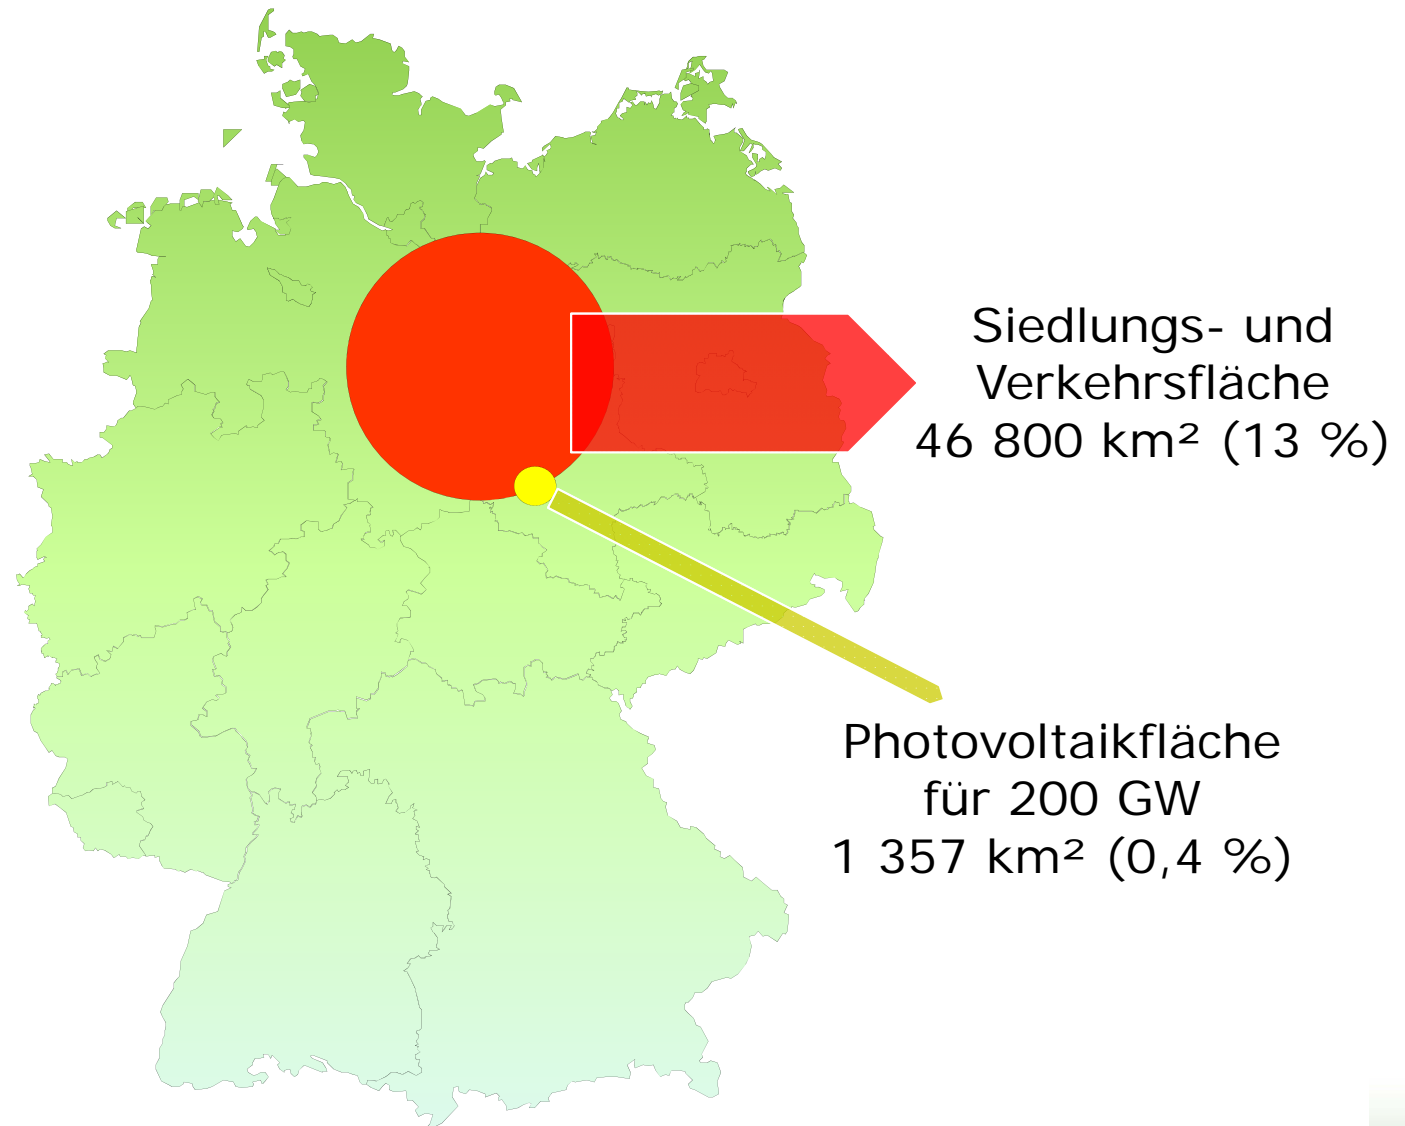 Siedlungs- und
Verkehrsfläche
46 800 km² (13 %)
Photovoltaikfläche
für 200 GW
1 357 km² (0,4 %)